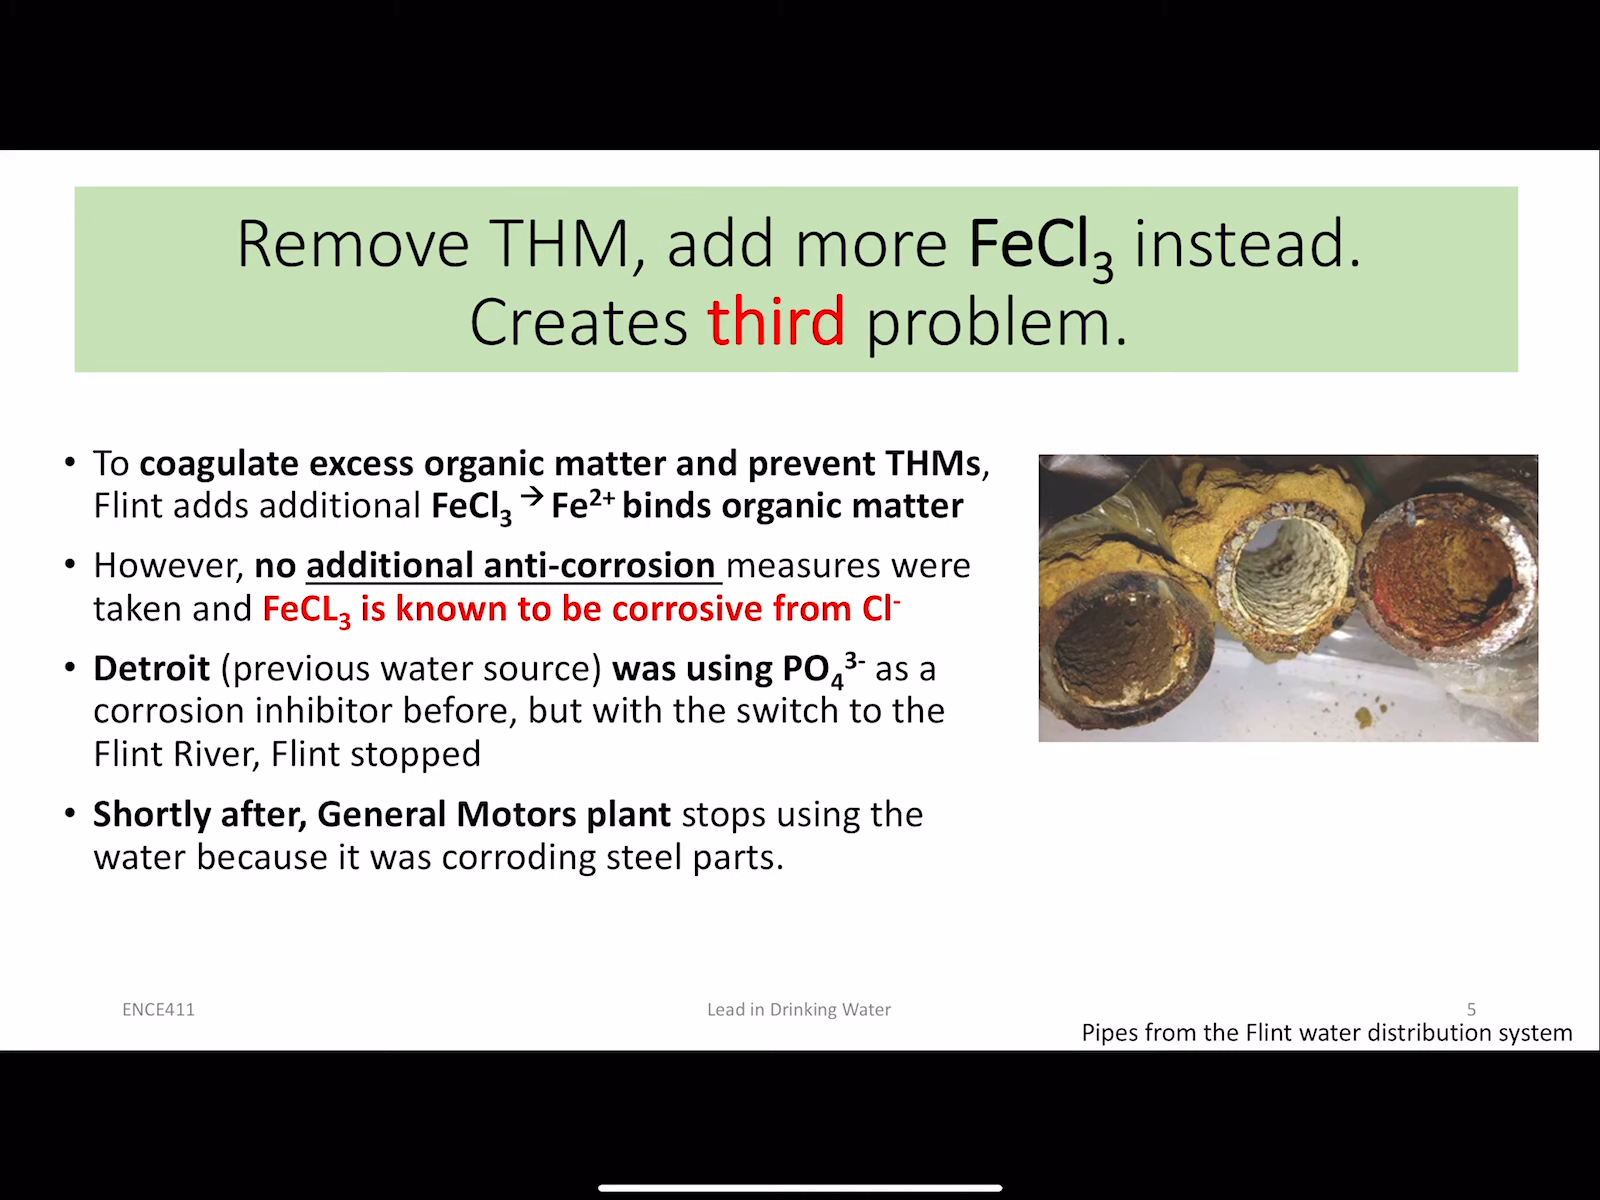 Remove THM, add more FeCl₃ instead.
Creates third problem.
• To coagulate excess organic matter and prevent THMs,
Flint adds additional FeCl₃ → Fe²⁺ binds organic matter
• However, no additional anti-corrosion measures were
taken and FeCL₃ is known to be corrosive from Cl⁻
• Detroit (previous water source) was using PO₄³⁻ as a
corrosion inhibitor before, but with the switch to the
Flint River, Flint stopped
• Shortly after, General Motors plant stops using the
water because it was corroding steel parts.
ENCE411
Lead in Drinking Water
5
Pipes from the Flint water distribution system